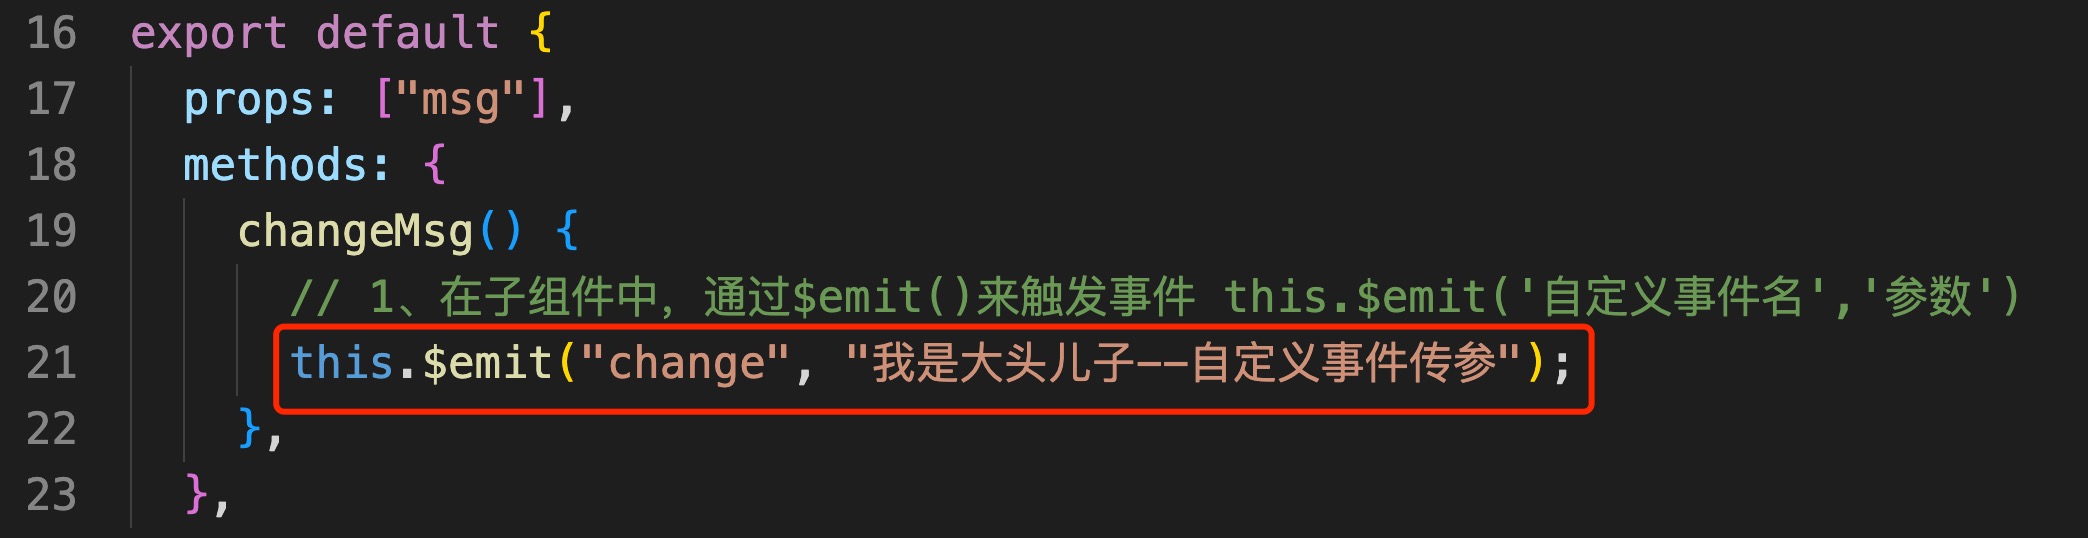 16 export default {
17 props: ["msg"],
18 methods: {
19 changeMsg() {
20 // 1、在子组件中，通过$emit()来触发事件 this.$emit('自定义事件名','参数')
21 this.$emit("change", "我是大头儿子——自定义事件传参");
22 },
23 },